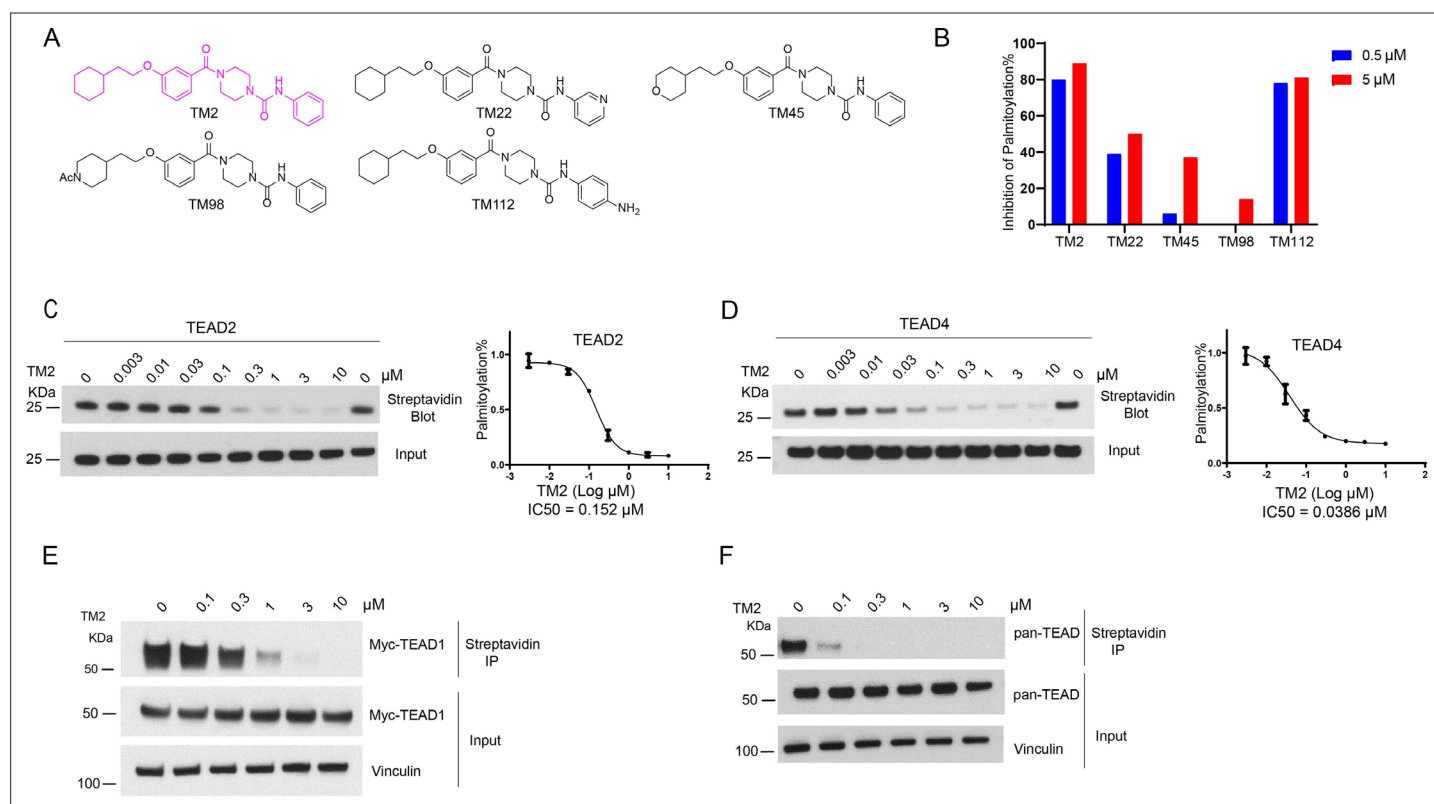 A
O
O
N
N
H
N
O
TM2
O
O
N
N
H
N
O
N
TM22
O
O
O
N
N
H
N
O
TM45
AcN
O
O
N
N
H
N
O
TM98
O
O
N
N
H
N
O
NH2
TM112
B
Inhibition of Palmitoylation%
100
80
60
40
20
0
TM2 TM22 TM45 TM98 TM112
0.5 µM
5 µM
C
TEAD2
TM2 0 0.003 0.01 0.03 0.1 0.3 1 3 10 0 µM
KDa
25
Streptavidin
Blot
25
Input
TEAD2
Palmitoylation%
1.0
0.5
0.0
-3 -2 -1 0 1 2
TM2 (Log µM)
IC50 = 0.152 µM
D
TEAD4
TM2 0 0.003 0.01 0.03 0.1 0.3 1 3 10 0 µM
KDa
25
Streptavidin
Blot
25
Input
TEAD4
Palmitoylation%
1.0
0.5
0.0
-3 -2 -1 0 1 2
TM2 (Log µM)
IC50 = 0.0386 µM
E
TM2 0 0.1 0.3 1 3 10 µM
KDa
50
Myc-TEAD1
Streptavidin
IP
50
Myc-TEAD1
Input
100
Vinculin
F
TM2 0 0.1 0.3 1 3 10 µM
KDa
50
pan-TEAD
Streptavidin
IP
50
pan-TEAD
Input
100
Vinculin